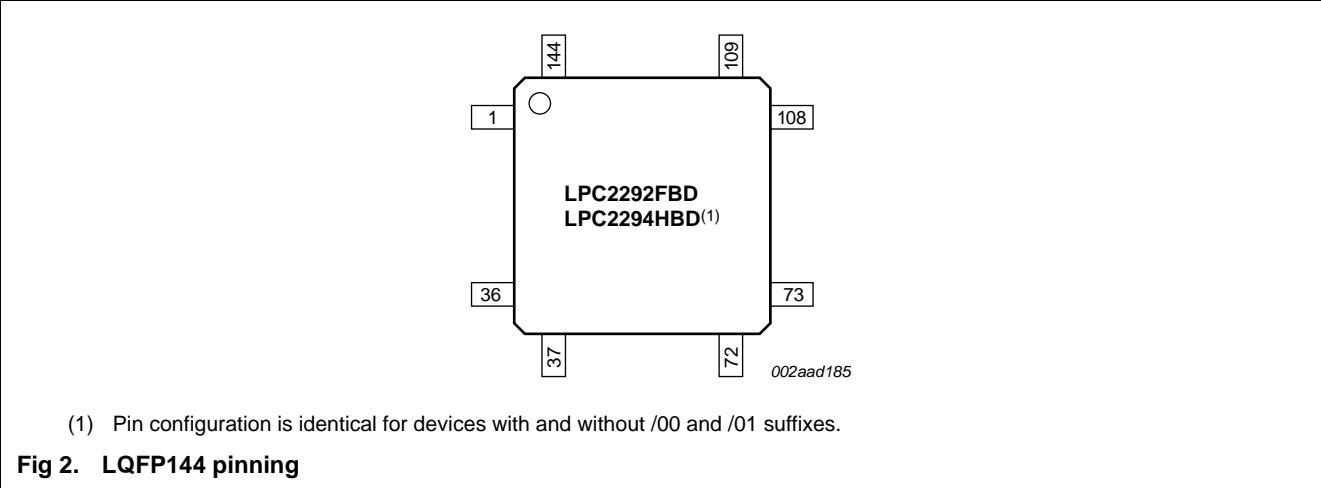 144 109
1 108
LPC2292FBD
LPC2294HBD(1)
36 73
37 72
002aad185
(1) Pin configuration is identical for devices with and without /00 and /01 suffixes.
Fig 2. LQFP144 pinning